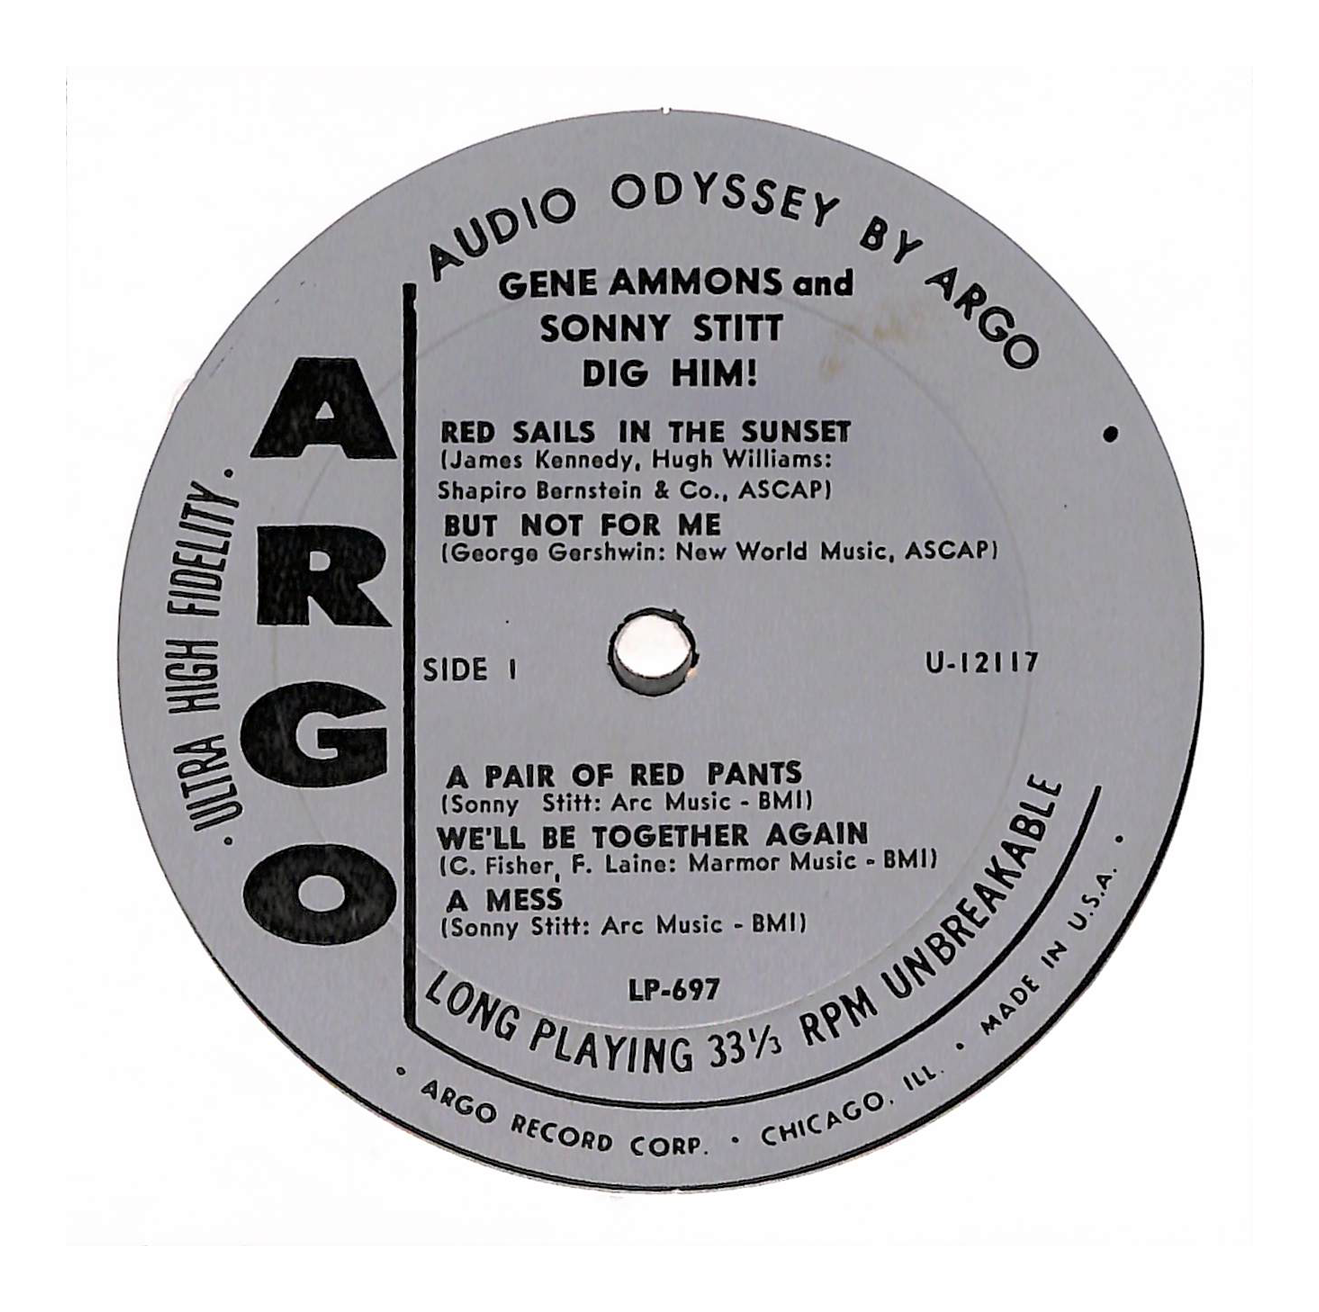 AUDIO ODYSSEY BY ARGO
GENE AMMONS and
SONNY STITT
DIG HIM!
RED SAILS IN THE SUNSET
(James Kennedy, Hugh Williams:
Shapiro Bernstein & Co., ASCAP)
BUT NOT FOR ME
(George Gershwin: New World Music, ASCAP)
ARGO
• ULTRA HIGH FIDELITY •
SIDE 1
U-12117
A PAIR OF RED PANTS
(Sonny Stitt: Arc Music - BMI)
WE'LL BE TOGETHER AGAIN
(C. Fisher, F. Laine: Marmor Music - BMI)
A MESS
(Sonny Stitt: Arc Music - BMI)
LP-697
LONG PLAYING 33⅓ RPM UNBREAKABLE
• ARGO RECORD CORP. • CHICAGO, ILL. • MADE IN U.S.A. •